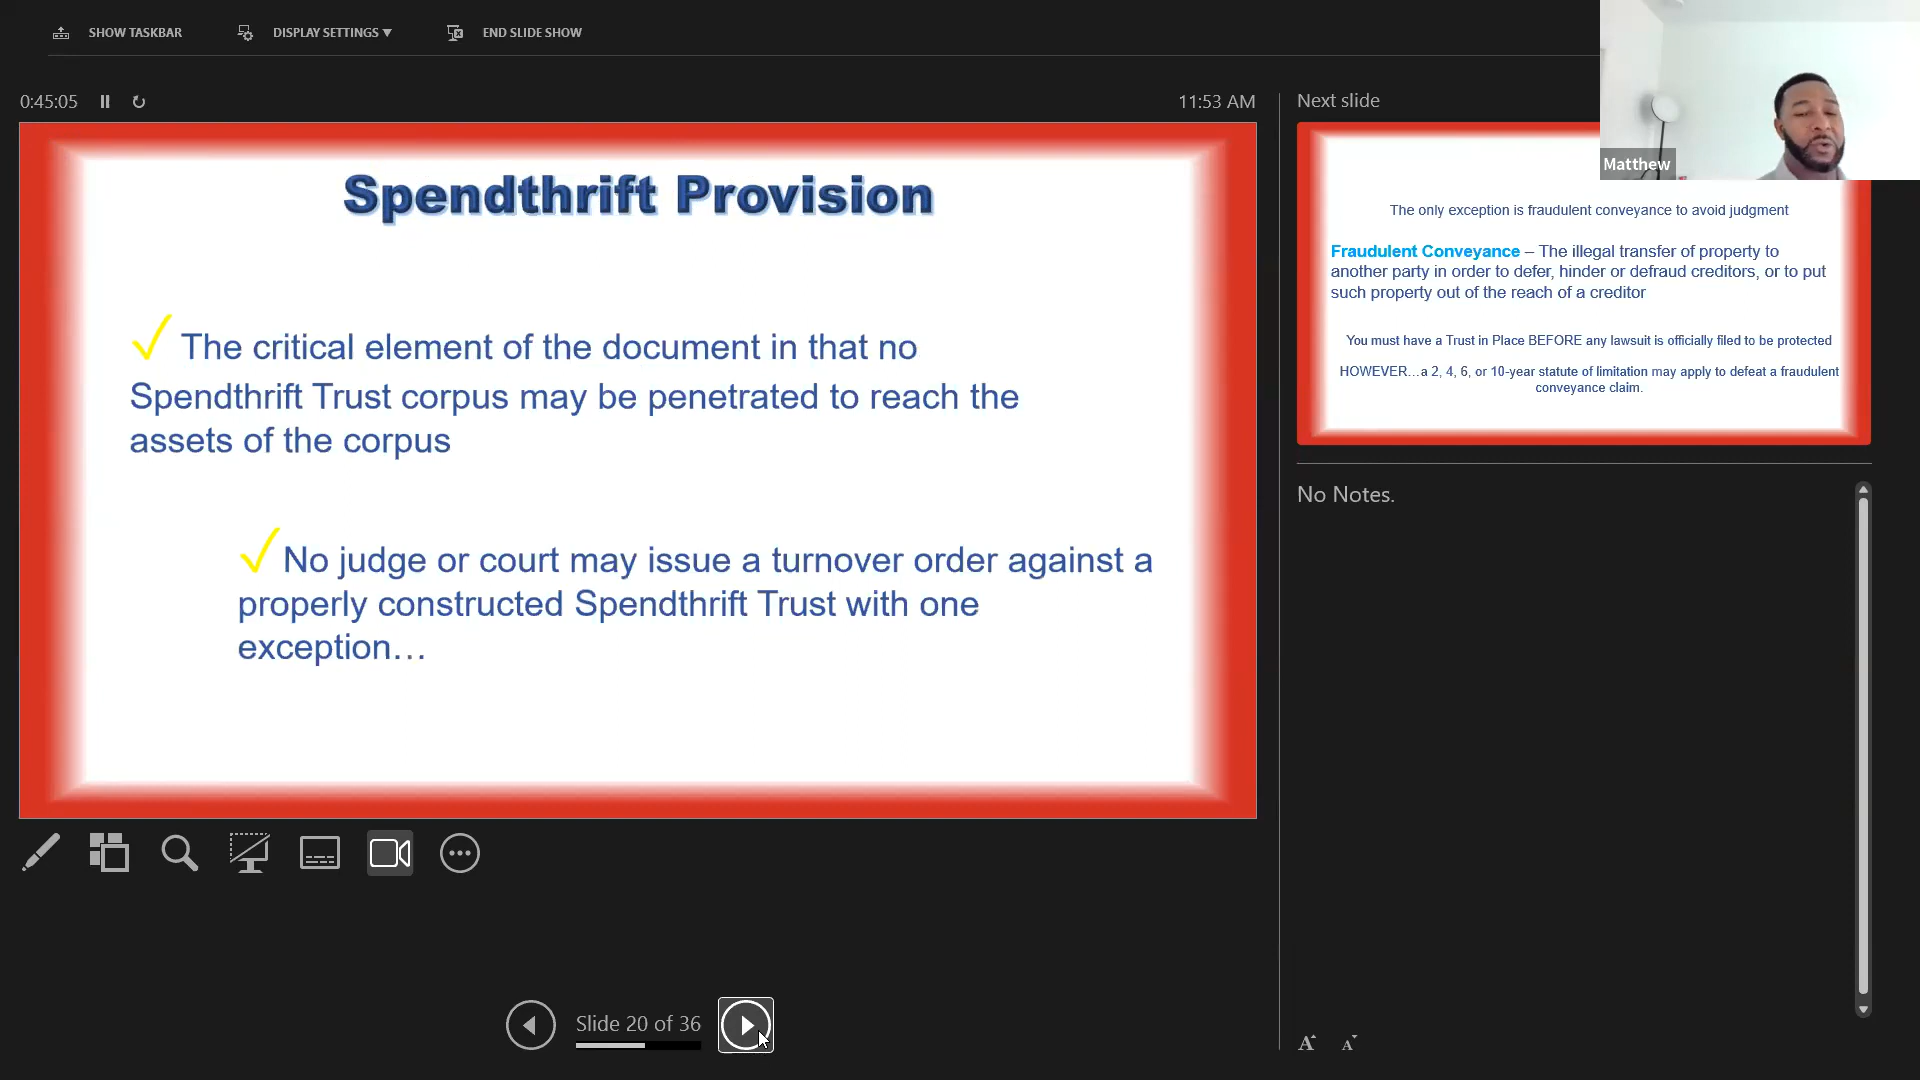 SHOW TASKBAR
DISPLAY SETTINGS ▼
END SLIDE SHOW
0:45:05
11:53 AM
Next slide
Matthew
Spendthrift Provision
✓ The critical element of the document in that no
Spendthrift Trust corpus may be penetrated to reach the
assets of the corpus
✓ No judge or court may issue a turnover order against a
properly constructed Spendthrift Trust with one
exception…
The only exception is fraudulent conveyance to avoid judgment
Fraudulent Conveyance – The illegal transfer of property to
another party in order to defer, hinder or defraud creditors, or to put
such property out of the reach of a creditor
You must have a Trust in Place BEFORE any lawsuit is officially filed to be protected
HOWEVER…a 2, 4, 6, or 10-year statute of limitation may apply to defeat a fraudulent
conveyance claim.
No Notes.
Slide 20 of 36
A A